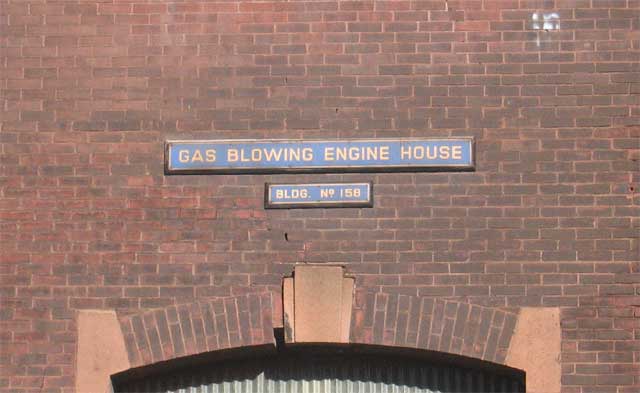 GAS BLOWING ENGINE HOUSE
BLDG. Nº 158